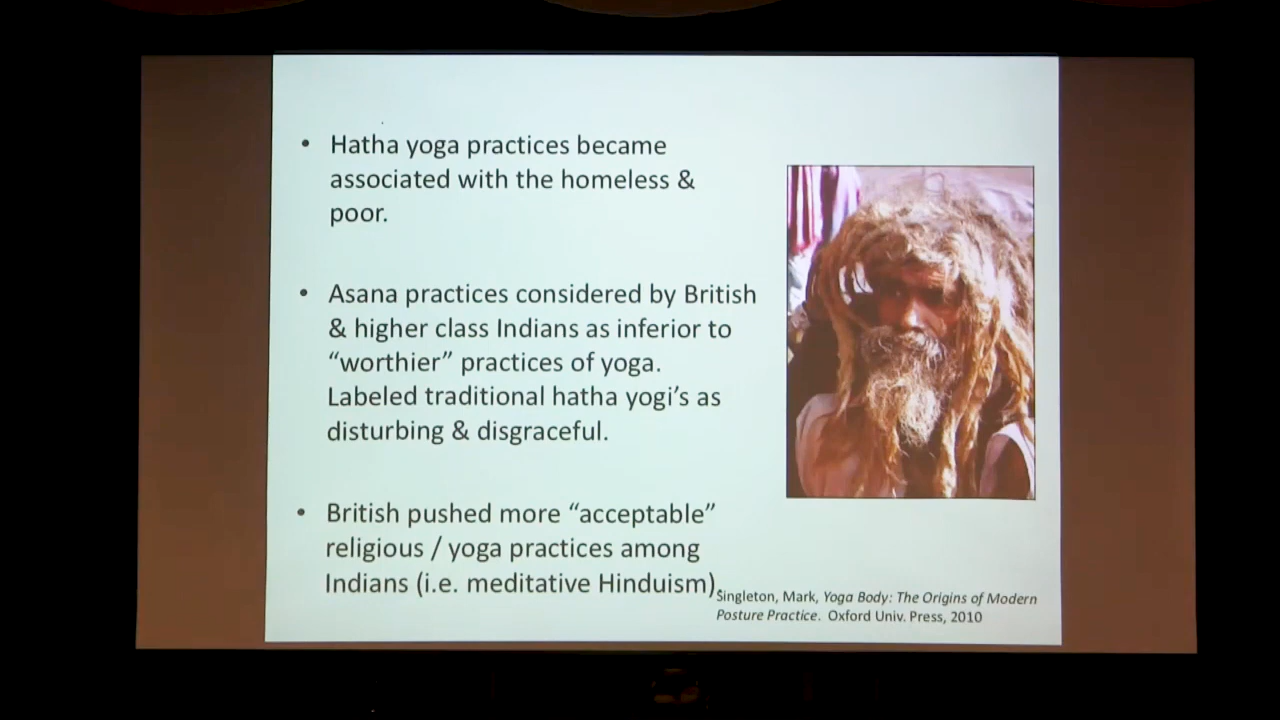 • Hatha yoga practices became
associated with the homeless &
poor.
• Asana practices considered by British
& higher class Indians as inferior to
“worthier” practices of yoga.
Labeled traditional hatha yogi’s as
disturbing & disgraceful.
• British pushed more “acceptable”
religious / yoga practices among
Indians (i.e. meditative Hinduism).
Singleton, Mark, Yoga Body: The Origins of Modern
Posture Practice. Oxford Univ. Press, 2010